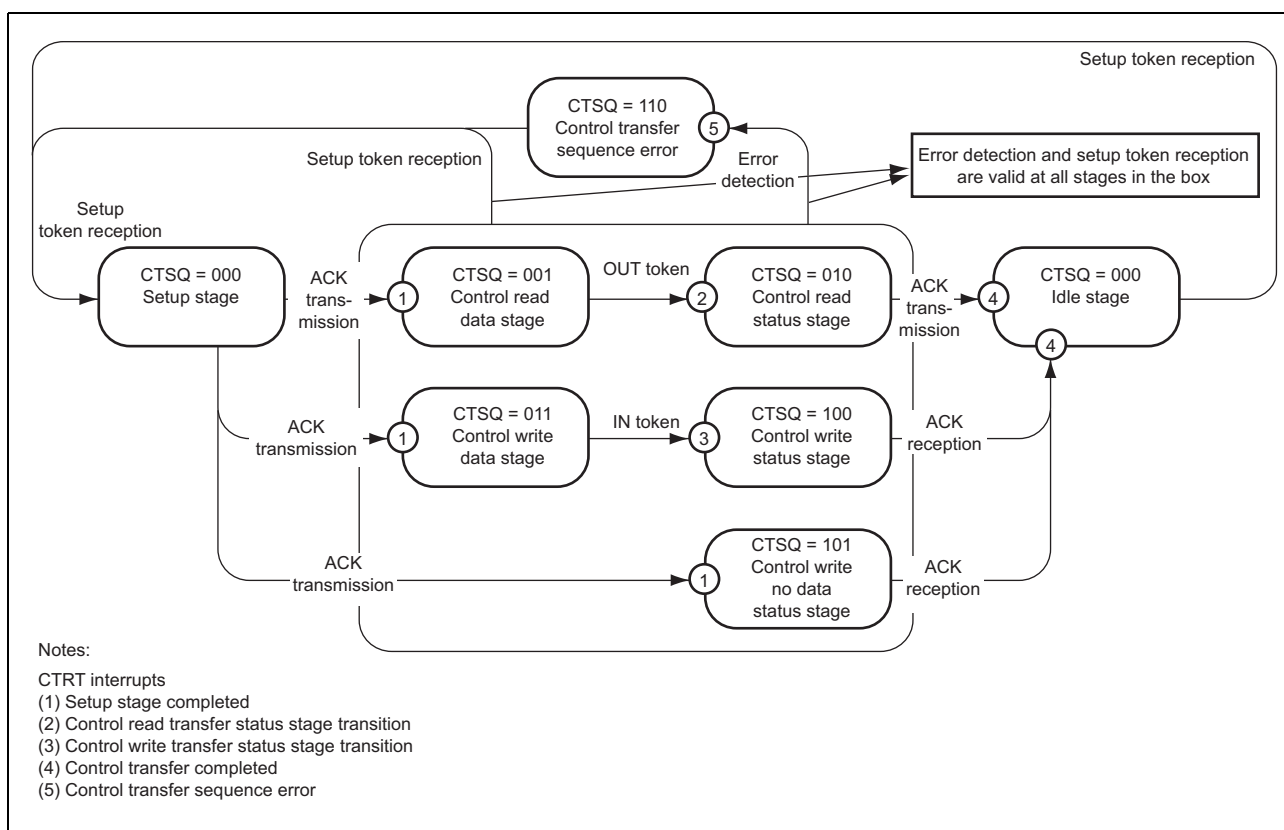 Setup token reception
CTSQ = 110
Control transfer
sequence error
5
Setup token reception
Error
detection
Error detection and setup token reception
are valid at all stages in the box
Setup
token reception
CTSQ = 000
Setup stage
ACK
trans-
mission
1
CTSQ = 001
Control read
data stage
OUT token
2
CTSQ = 010
Control read
status stage
ACK
trans-
mission
4
CTSQ = 000
Idle stage
4
ACK
transmission
1
CTSQ = 011
Control write
data stage
IN token
3
CTSQ = 100
Control write
status stage
ACK
reception
ACK
transmission
1
CTSQ = 101
Control write
no data
status stage
ACK
reception
Notes:
CTRT interrupts
(1) Setup stage completed
(2) Control read transfer status stage transition
(3) Control write transfer status stage transition
(4) Control transfer completed
(5) Control transfer sequence error